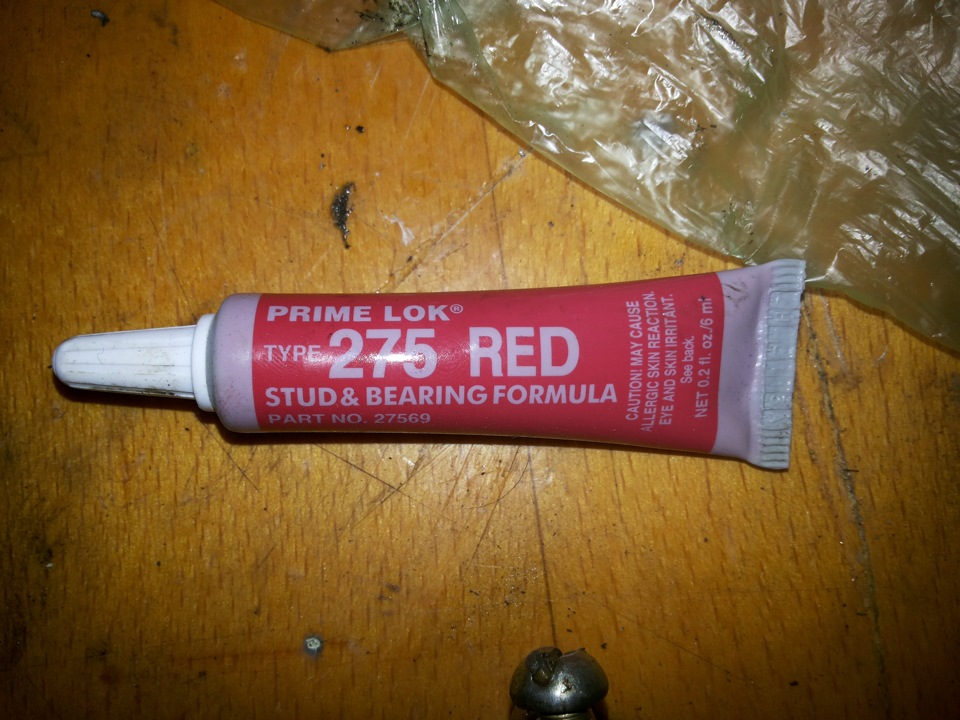 PRIME LOK®
TYPE 275 RED
STUD & BEARING FORMULA
PART NO. 27569
CAUTION! MAY CAUSE
ALLERGIC SKIN REACTION.
EYE AND SKIN IRRITANT.
See back.
NET 0.2 fl. oz./6 ml